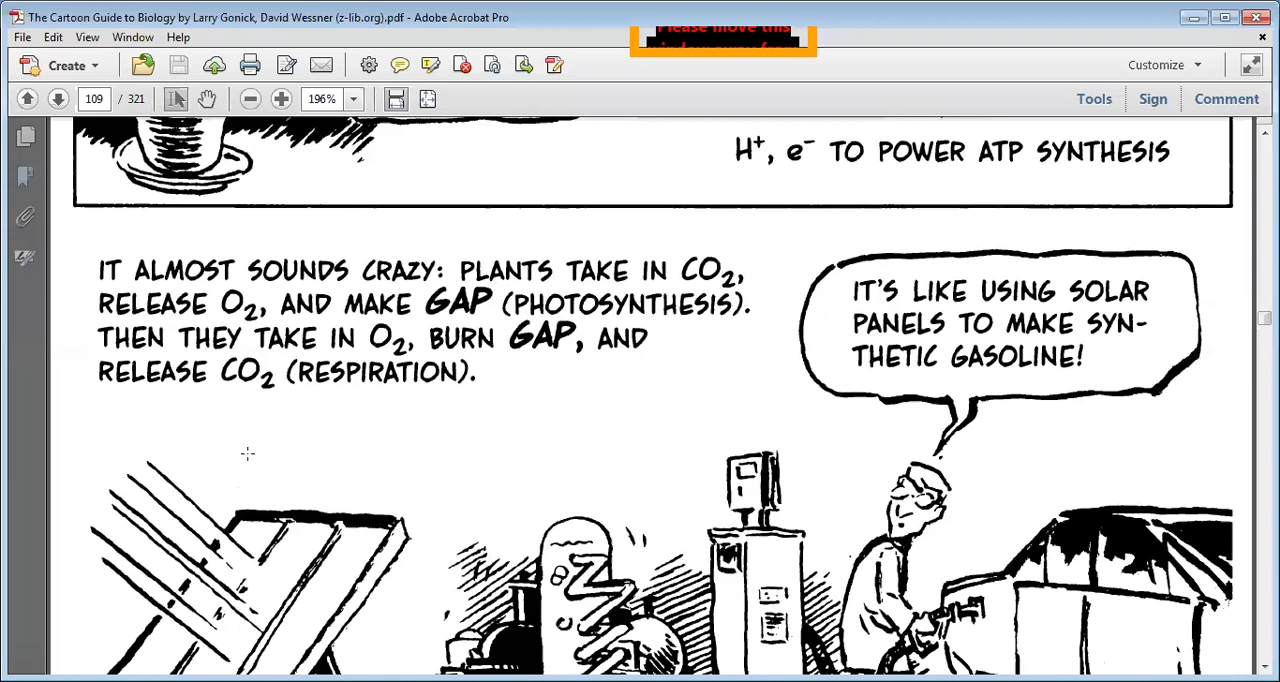 The Cartoon Guide to Biology by Larry Gonick, David Wessner (z-lib.org).pdf - Adobe Acrobat Pro
File Edit View Window Help
Please move this
Create
Customize
109 / 321
196%
Tools Sign Comment
H+, e− TO POWER ATP SYNTHESIS
IT ALMOST SOUNDS CRAZY: PLANTS TAKE IN CO2,
RELEASE O2, AND MAKE GAP (PHOTOSYNTHESIS).
THEN THEY TAKE IN O2, BURN GAP, AND
RELEASE CO2 (RESPIRATION).
IT'S LIKE USING SOLAR
PANELS TO MAKE SYN-
THETIC GASOLINE!